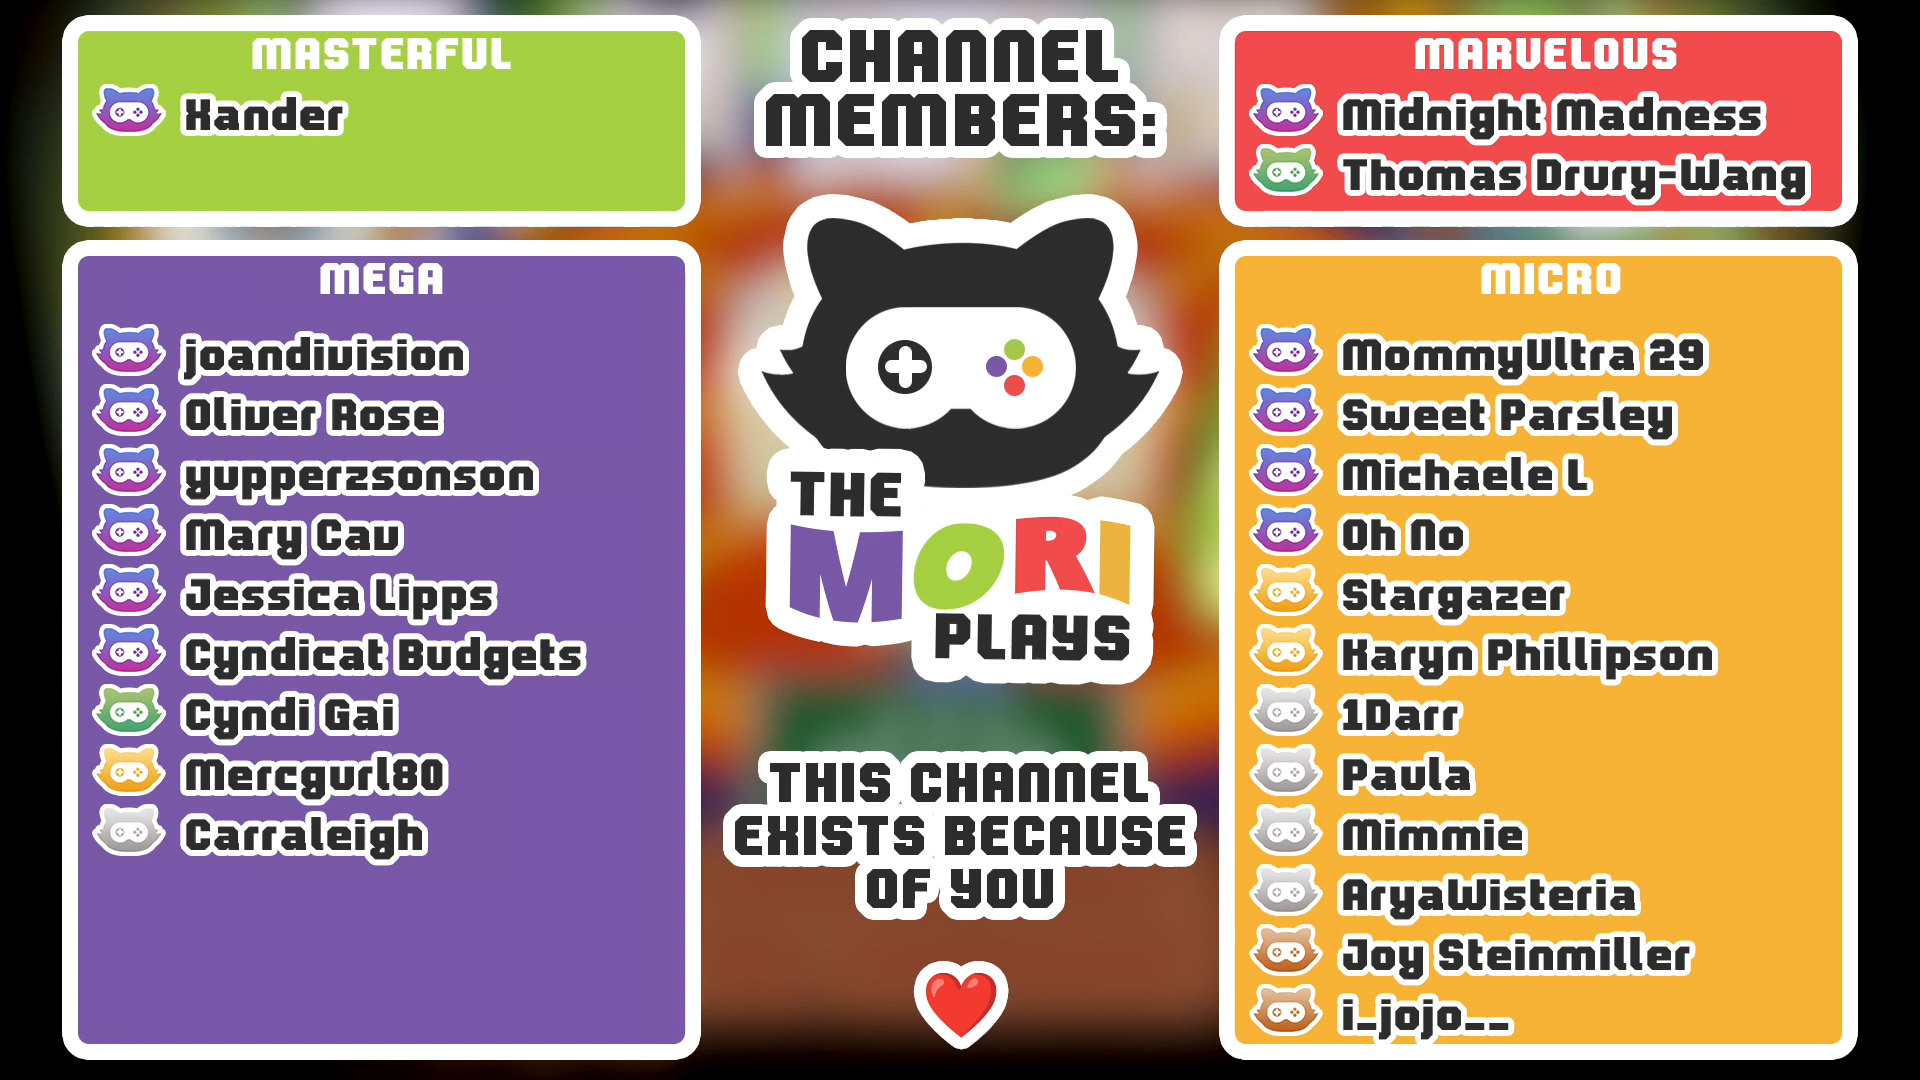 MASTERFUL
Xander
MEGA
joandivision
Oliver Rose
yupperzsonson
Mary Cav
Jessica Lipps
Cyndicat Budgets
Cyndi Gai
Mercgurl80
Carraleigh
CHANNEL
MEMBERS:
THE
MORI
PLAYS
THIS CHANNEL
EXISTS BECAUSE
OF YOU
MARVELOUS
Midnight Madness
Thomas Drury-Wang
MICRO
MommyUltra 29
Sweet Parsley
Michaele L
Oh No
Stargazer
Karyn Phillipson
1Darr
Paula
Mimmie
AryaWisteria
Joy Steinmiller
i_jojo__